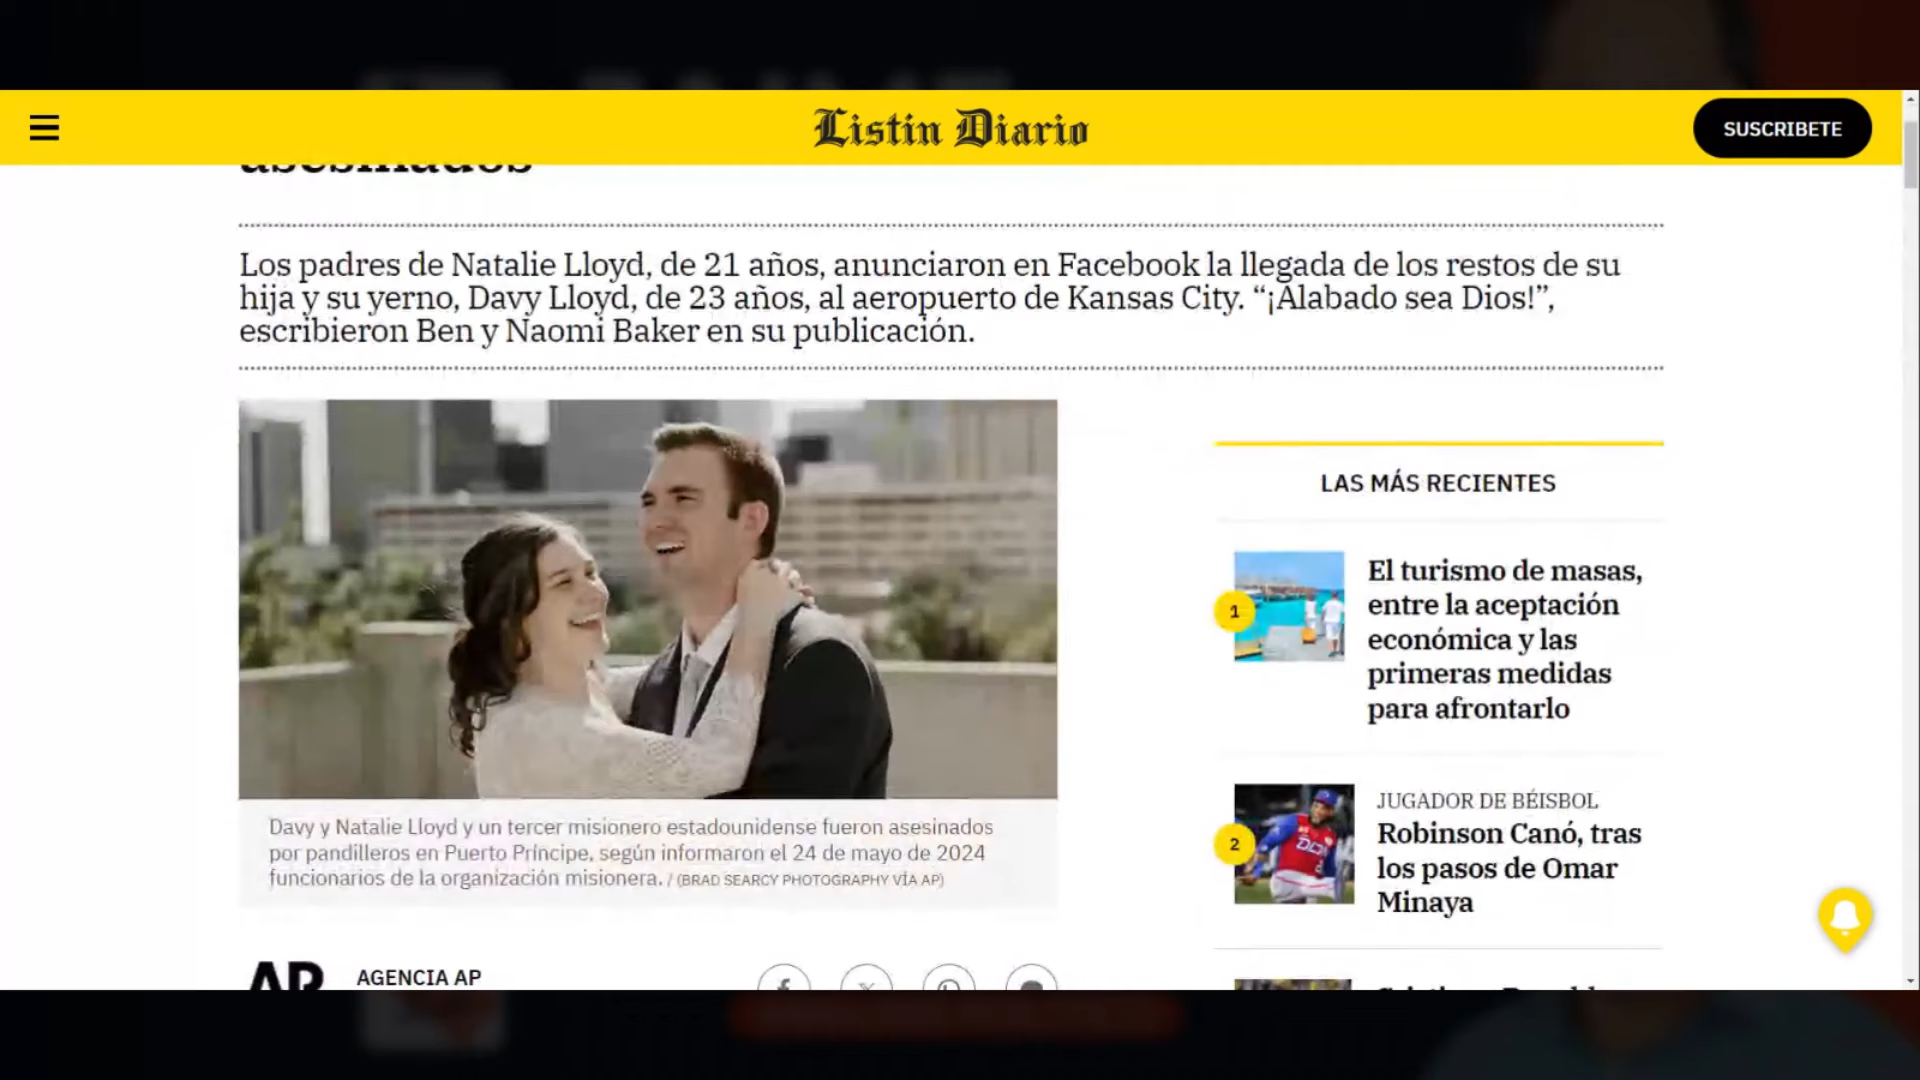 Listin Diario
SUSCRIBETE
asesinados
Los padres de Natalie Lloyd, de 21 años, anunciaron en Facebook la llegada de los restos de su
hija y su yerno, Davy Lloyd, de 23 años, al aeropuerto de Kansas City. “¡Alabado sea Dios!”,
escribieron Ben y Naomi Baker en su publicación.
Davy y Natalie Lloyd y un tercer misionero estadounidense fueron asesinados
por pandilleros en Puerto Príncipe, según informaron el 24 de mayo de 2024
funcionarios de la organización misionera. / (BRAD SEARCY PHOTOGRAPHY VÍA AP)
AP
AGENCIA AP
LAS MÁS RECIENTES
1
El turismo de masas,
entre la aceptación
económica y las
primeras medidas
para afrontarlo
2
JUGADOR DE BÉISBOL
Robinson Canó, tras
los pasos de Omar
Minaya